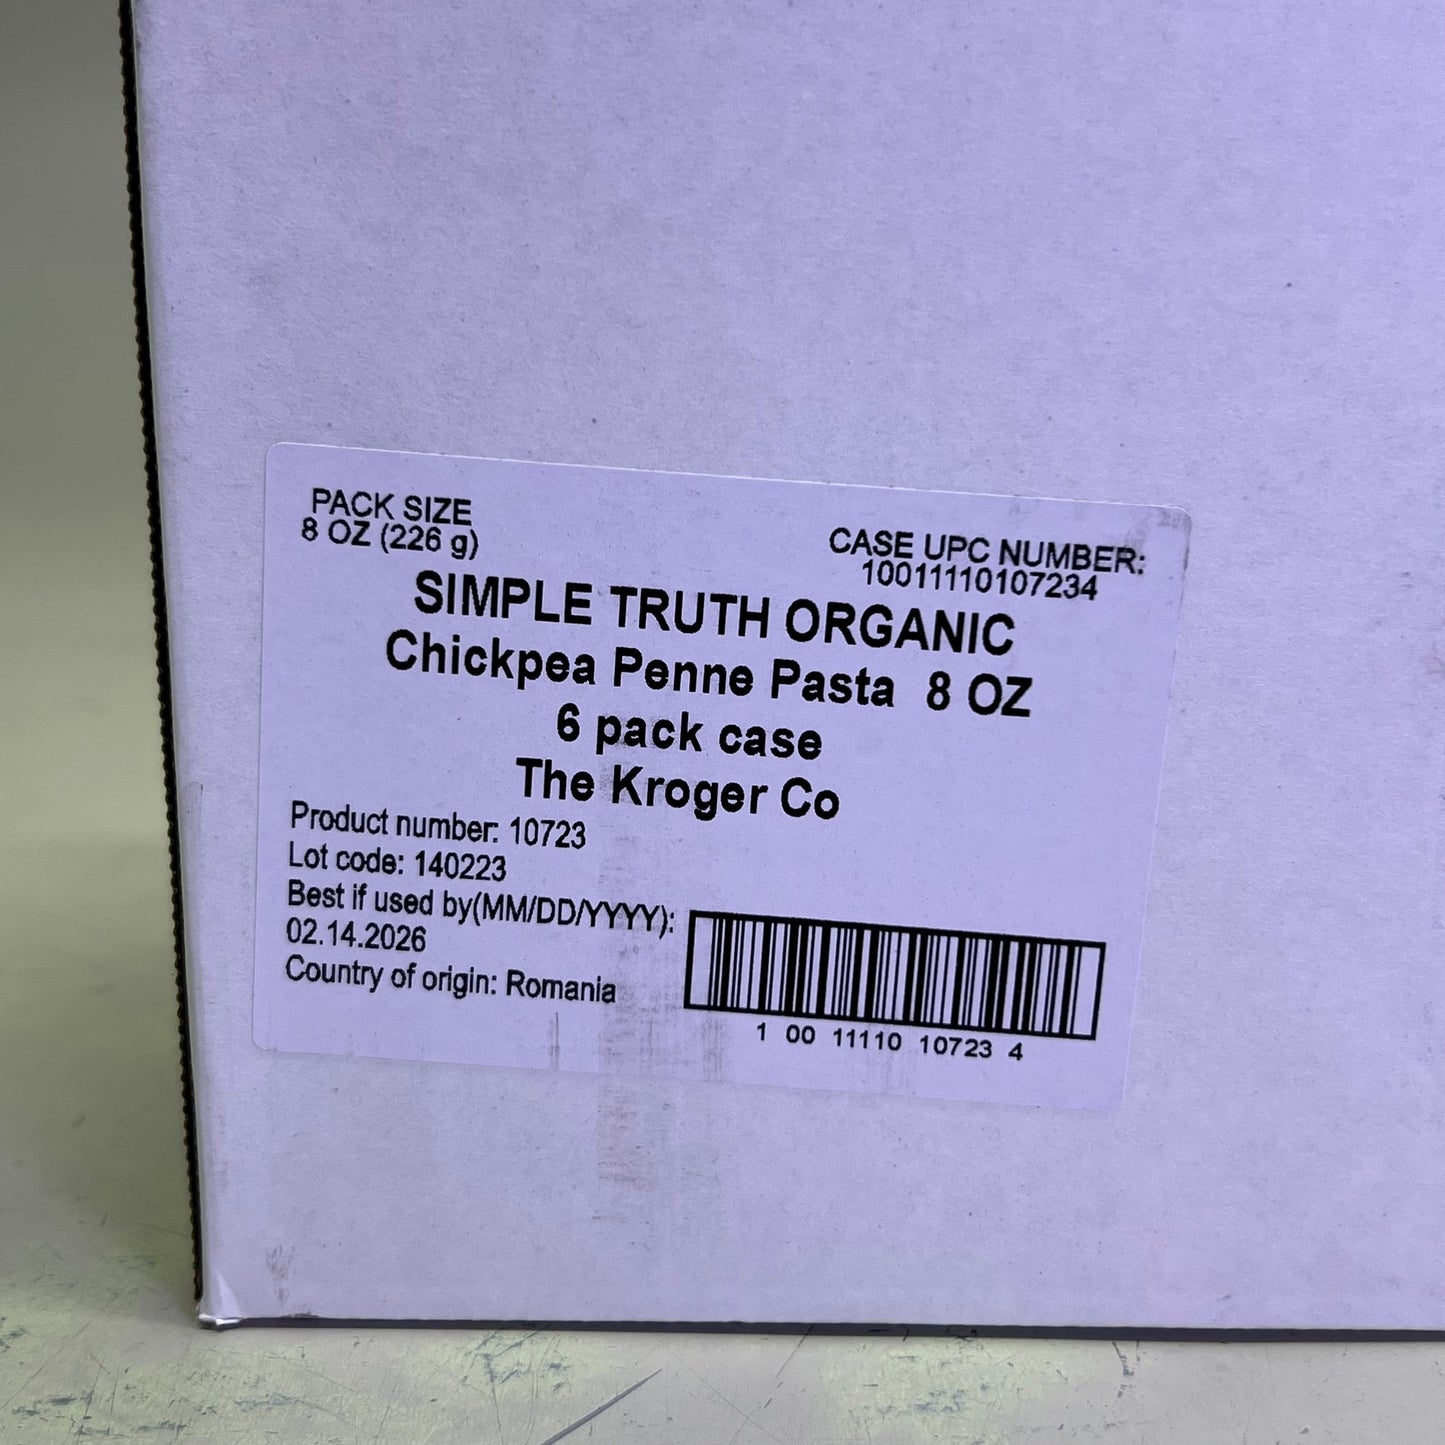 PACK SIZE
8 OZ (226 g)
CASE UPC NUMBER:
10011110107234
SIMPLE TRUTH ORGANIC
Chickpea Penne Pasta 8 OZ
6 pack case
The Kroger Co
Product number: 10723
Lot code: 140223
Best if used by(MM/DD/YYYY):
02.14.2026
Country of origin: Romania
1 00 11110 10723 4